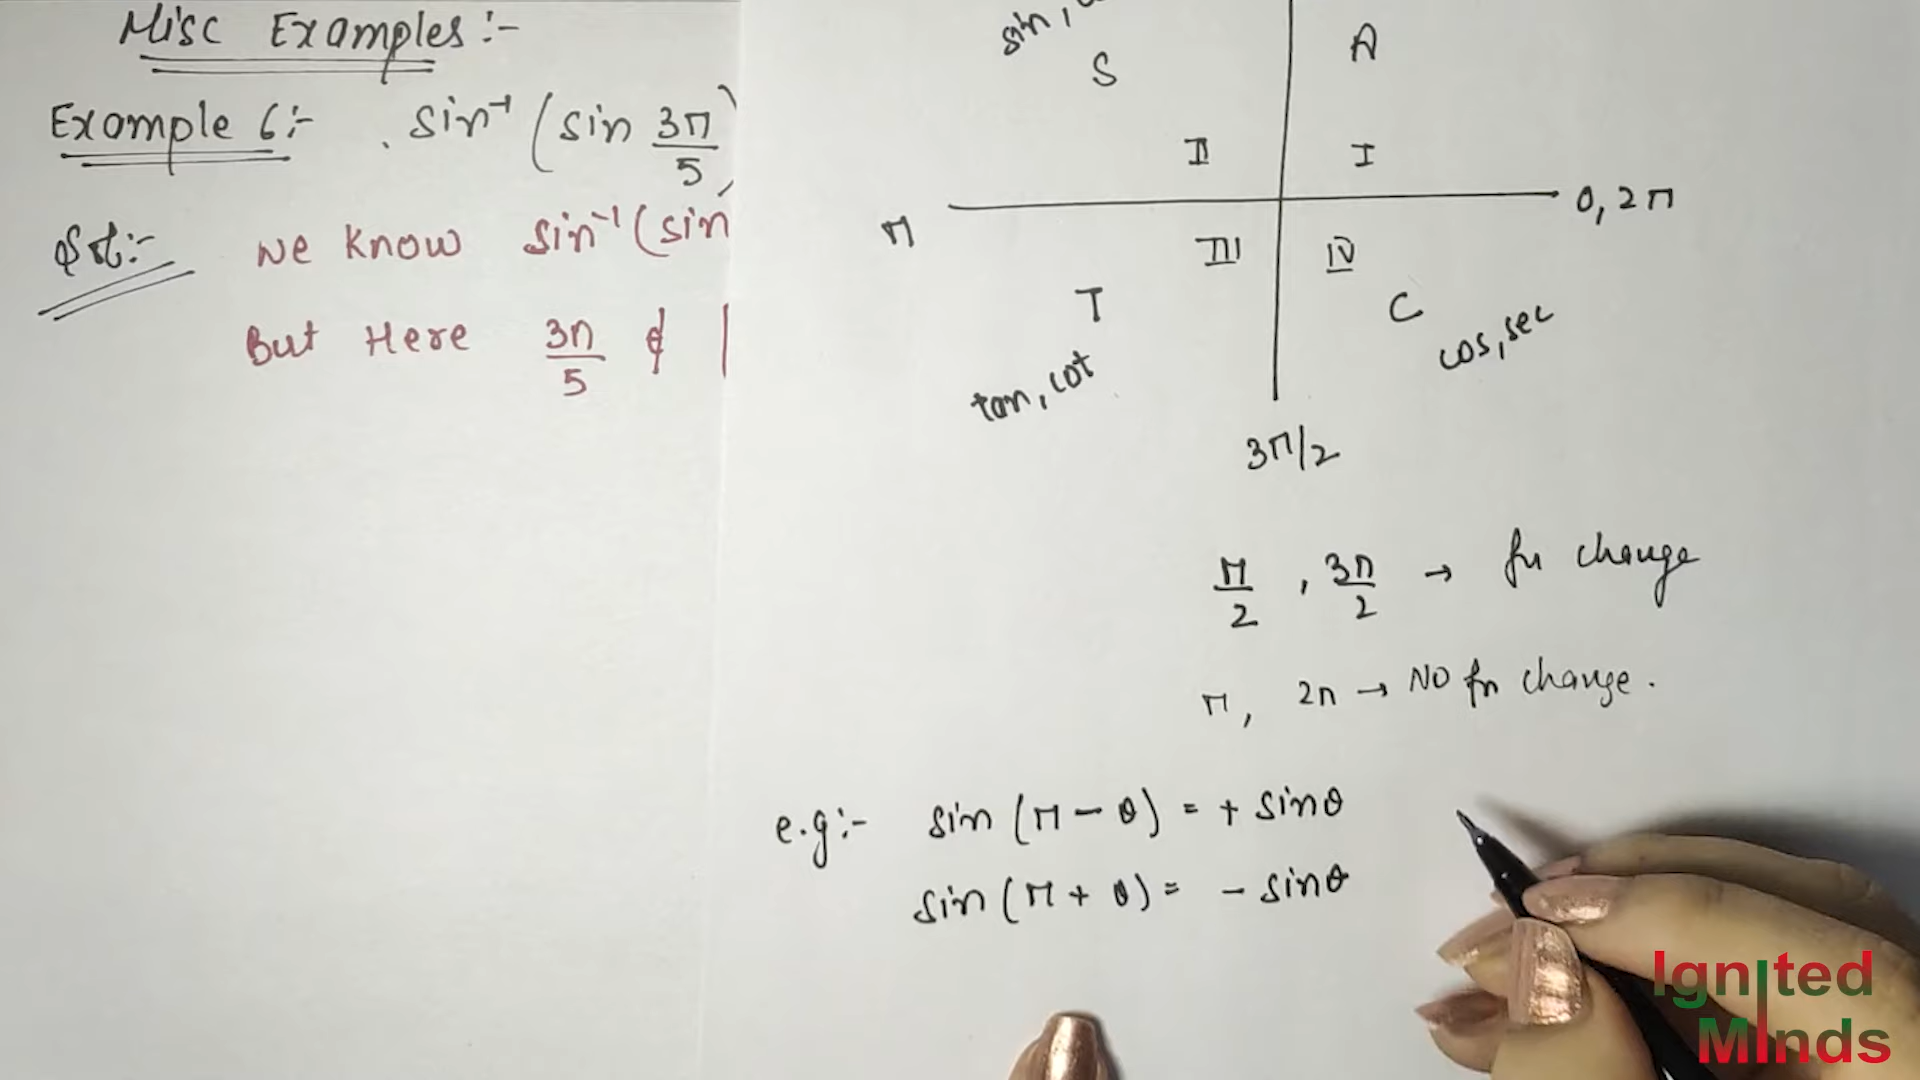 Misc Examples :-
Example 6 :- . sin⁻¹ ( sin 3π/5 )
Sol :- We know sin⁻¹ ( sin
But Here 3π/5 ∉ [
sin,
S
A
II
I
π
0, 2π
III
IV
T
C
tan, cot
cos, sec
3π/2
π/2 , 3π/2 → fn change
π, 2π → NO fn change.
e.g :- sin (π - θ) = + sinθ
sin (π + θ) = - sinθ
Ignited
Minds